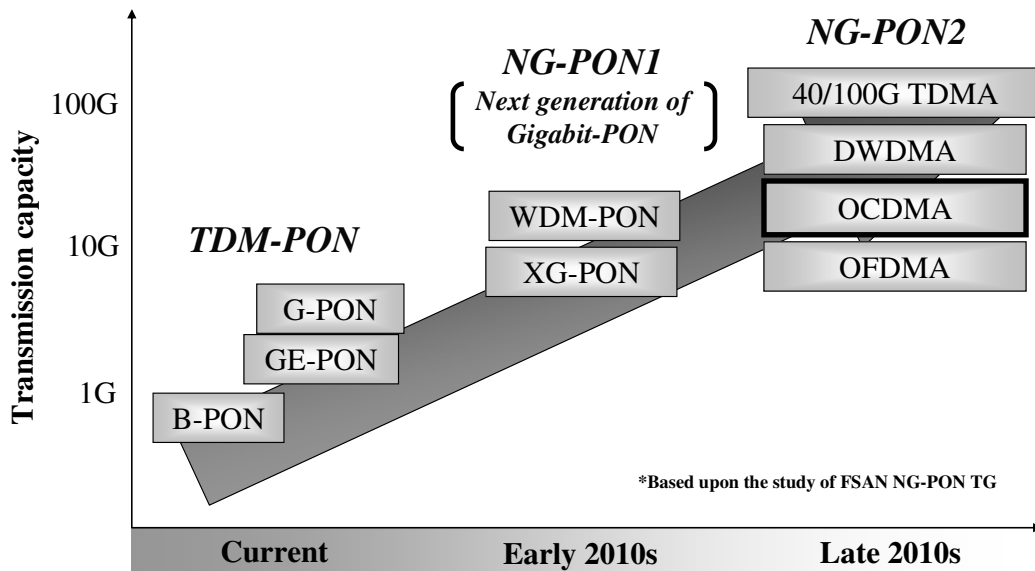 NG-PON2
NG-PON1
Next generation of
Gigabit-PON
TDM-PON
Transmission capacity
100G
10G
1G
40/100G TDMA
DWDMA
OCDMA
OFDMA
WDM-PON
XG-PON
G-PON
GE-PON
B-PON
*Based upon the study of FSAN NG-PON TG
Current
Early 2010s
Late 2010s